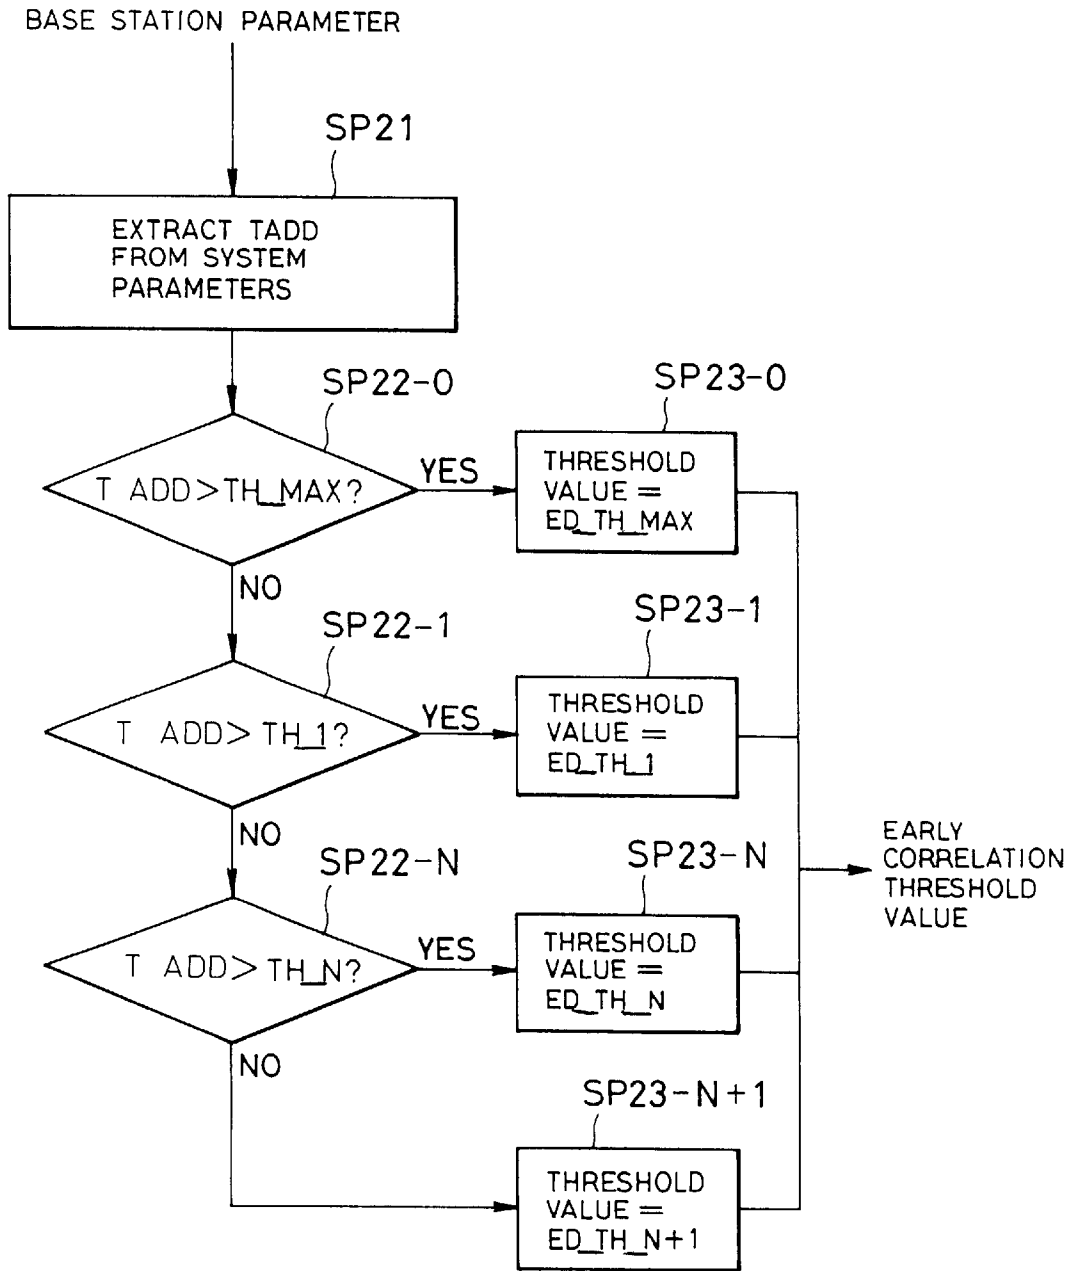 BASE STATION PARAMETER
SP21
EXTRACT TADD
FROM SYSTEM
PARAMETERS
SP22-0
T ADD>TH_MAX?
YES
NO
SP23-0
THRESHOLD
VALUE =
ED_TH_MAX
SP22-1
T ADD> TH_1?
YES
NO
SP23-1
THRESHOLD
VALUE =
ED_TH_1
SP22-N
T ADD> TH_N?
YES
NO
SP23-N
THRESHOLD
VALUE =
ED_TH_N
SP23-N+1
THRESHOLD
VALUE =
ED_TH_N+1
EARLY
CORRELATION
THRESHOLD
VALUE